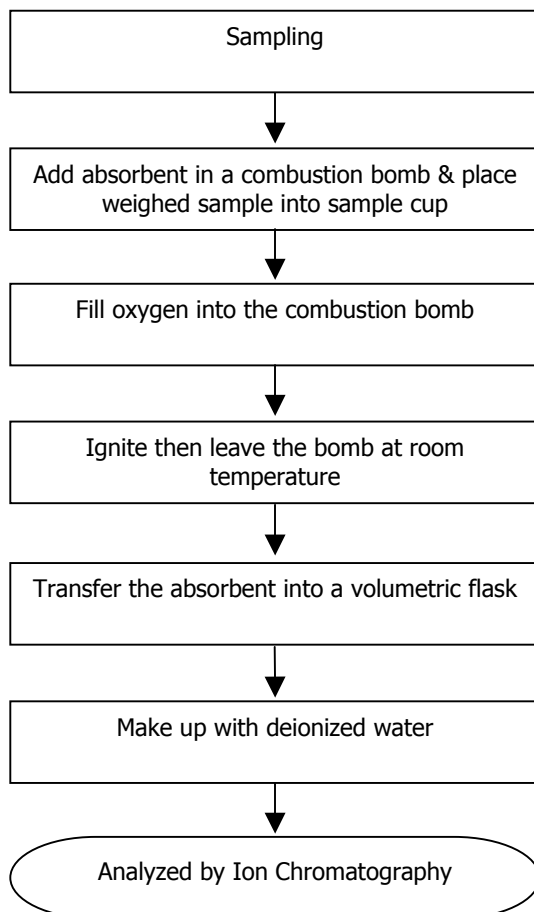 Sampling
Add absorbent in a combustion bomb & place
weighed sample into sample cup
Fill oxygen into the combustion bomb
Ignite then leave the bomb at room
temperature
Transfer the absorbent into a volumetric flask
Make up with deionized water
Analyzed by Ion Chromatography